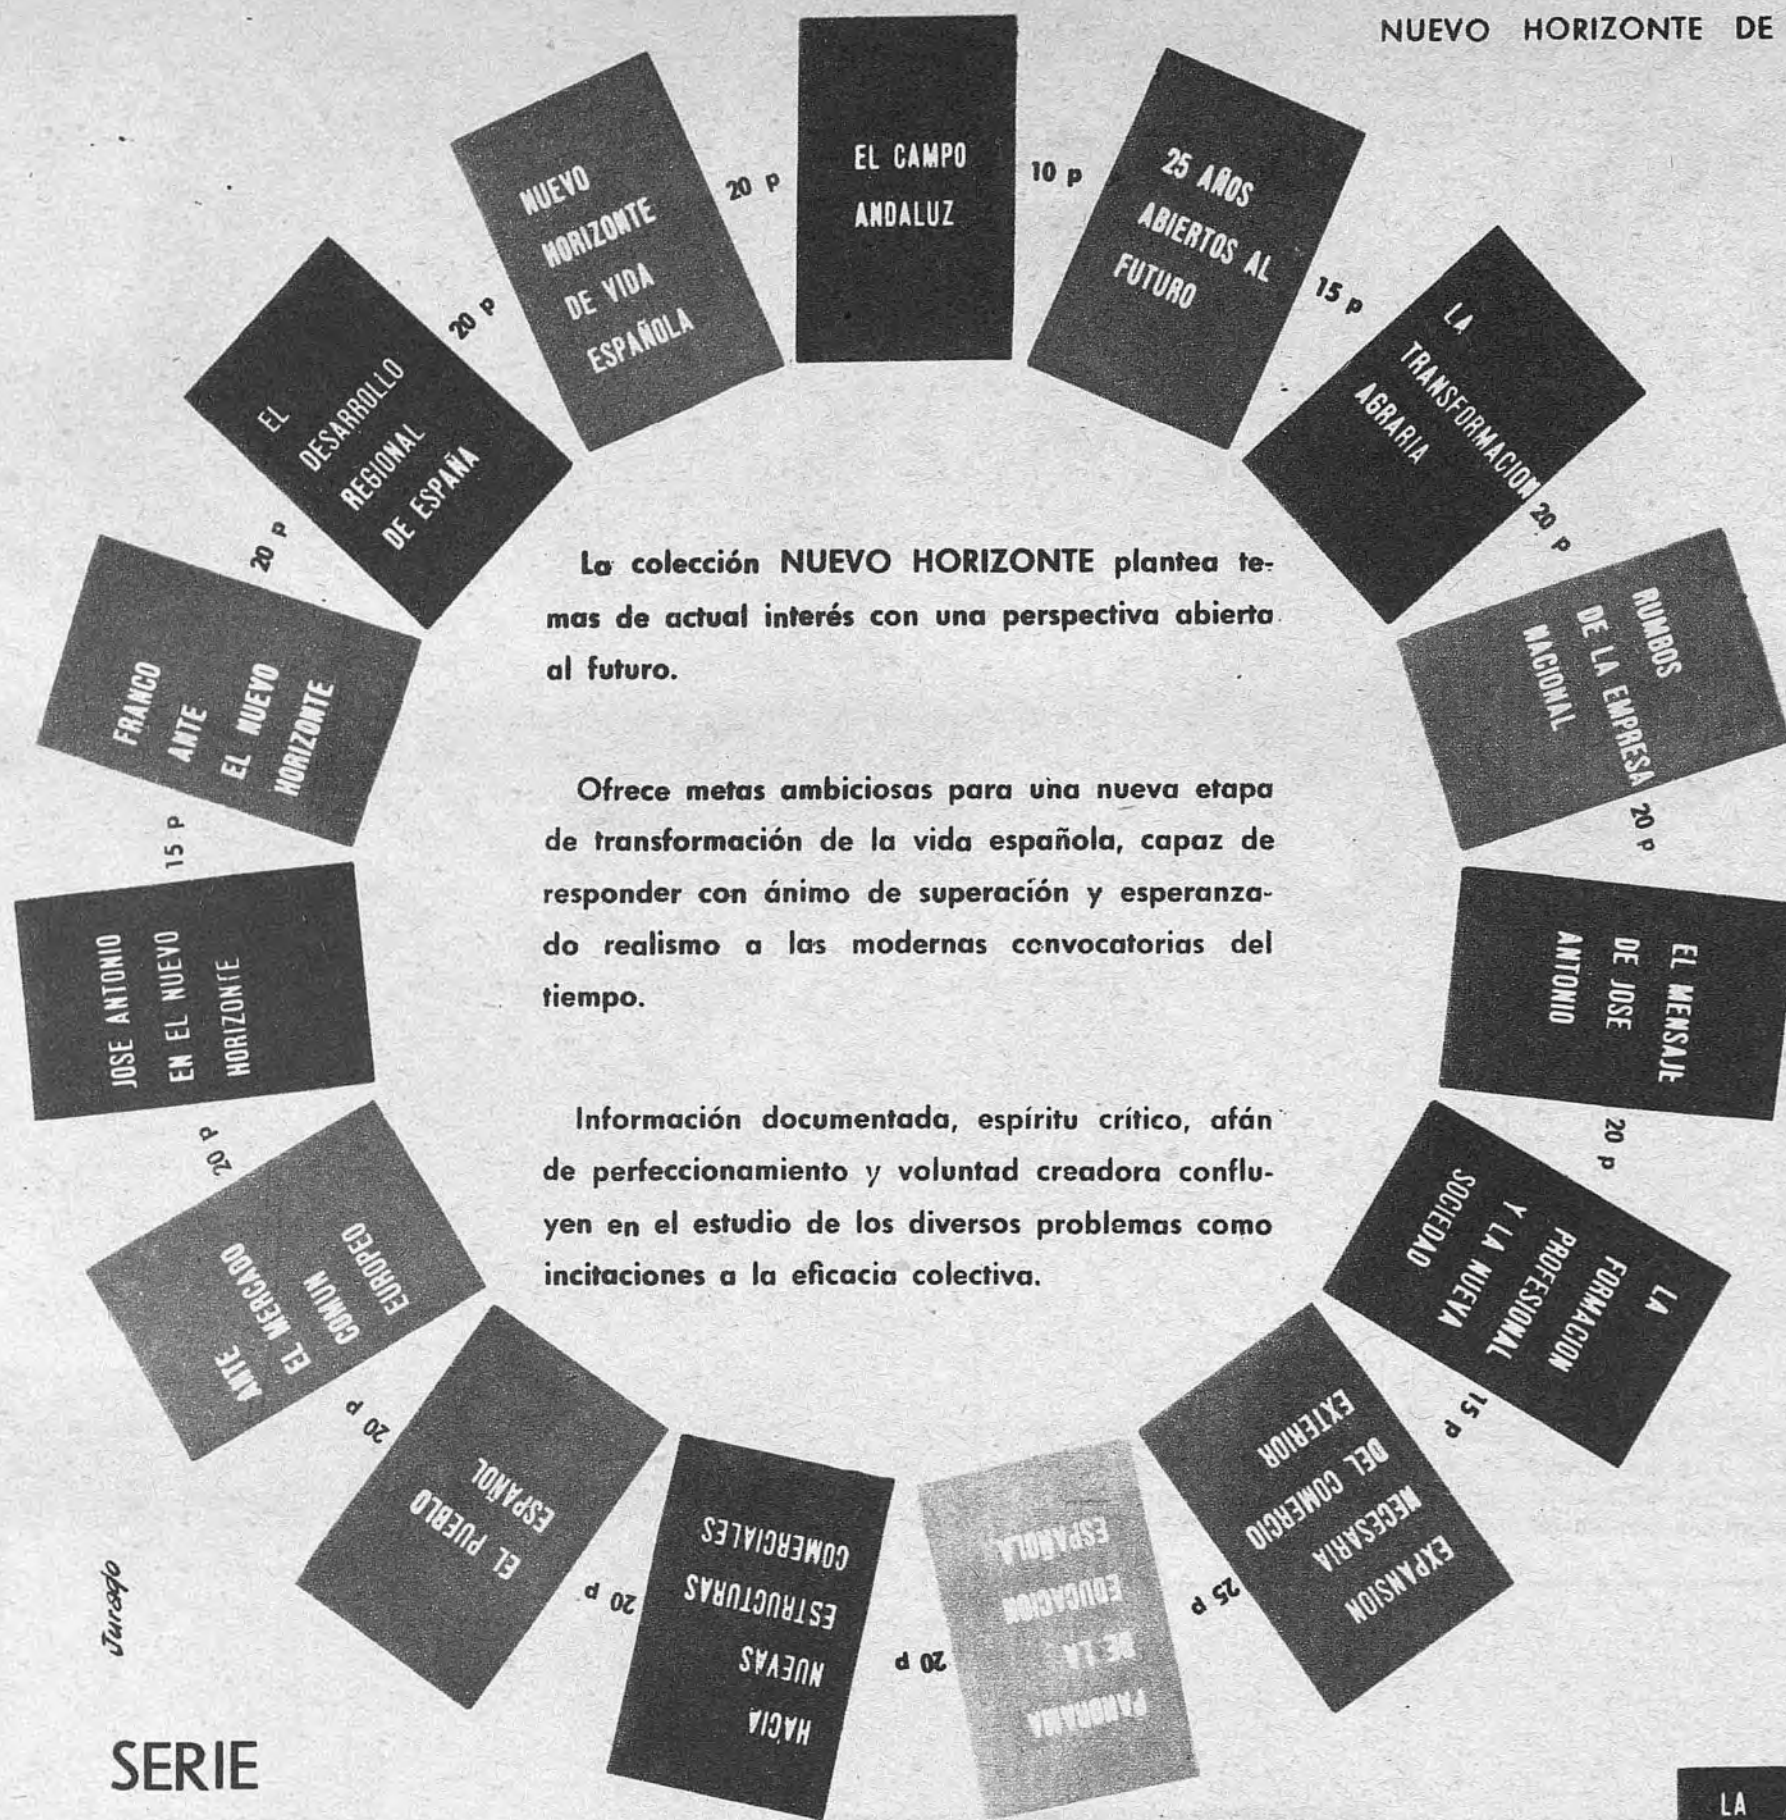 NUEVO HORIZONTE DE
EL CAMPO
ANDALUZ
10 p
25 AÑOS
ABIERTOS AL
FUTURO
15 p
LA
TRANSFORMACION
AGRARIA
20 p
RUMBOS
DE LA EMPRESA
NACIONAL
20 p
EL MENSAJE
DE JOSE
ANTONIO
20 p
LA
FORMACION
PROFESIONAL
Y LA NUEVA
SOCIEDAD
15 p
EXPANSION
NECESARIA
DEL COMERCIO
EXTERIOR
25 p
PANORAMA
DE LA
EDUCACION
ESPAÑOLA
20 p
HACIA
NUEVAS
ESTRUCTURAS
COMERCIALES
20 p
EL PUEBLO
ESPAÑOL
20 p
ANTE
EL MERCADO
COMUN
EUROPEO
20 p
JOSE ANTONIO
EN EL NUEVO
HORIZONTE
15 p
FRANCO
ANTE
EL NUEVO
HORIZONTE
20 p
EL
DESARROLLO
REGIONAL
DE ESPAÑA
20 p
NUEVO
HORIZONTE
DE VIDA
ESPAÑOLA
20 p
La colección NUEVO HORIZONTE plantea te-
mas de actual interés con una perspectiva abierta
al futuro.
Ofrece metas ambiciosas para una nueva etapa
de transformación de la vida española, capaz de
responder con ánimo de superación y esperanza-
do realismo a las modernas convocatorias del
tiempo.
Información documentada, espíritu crítico, afán
de perfeccionamiento y voluntad creadora conflu-
yen en el estudio de los diversos problemas como
incitaciones a la eficacia colectiva.
SERIE
LA